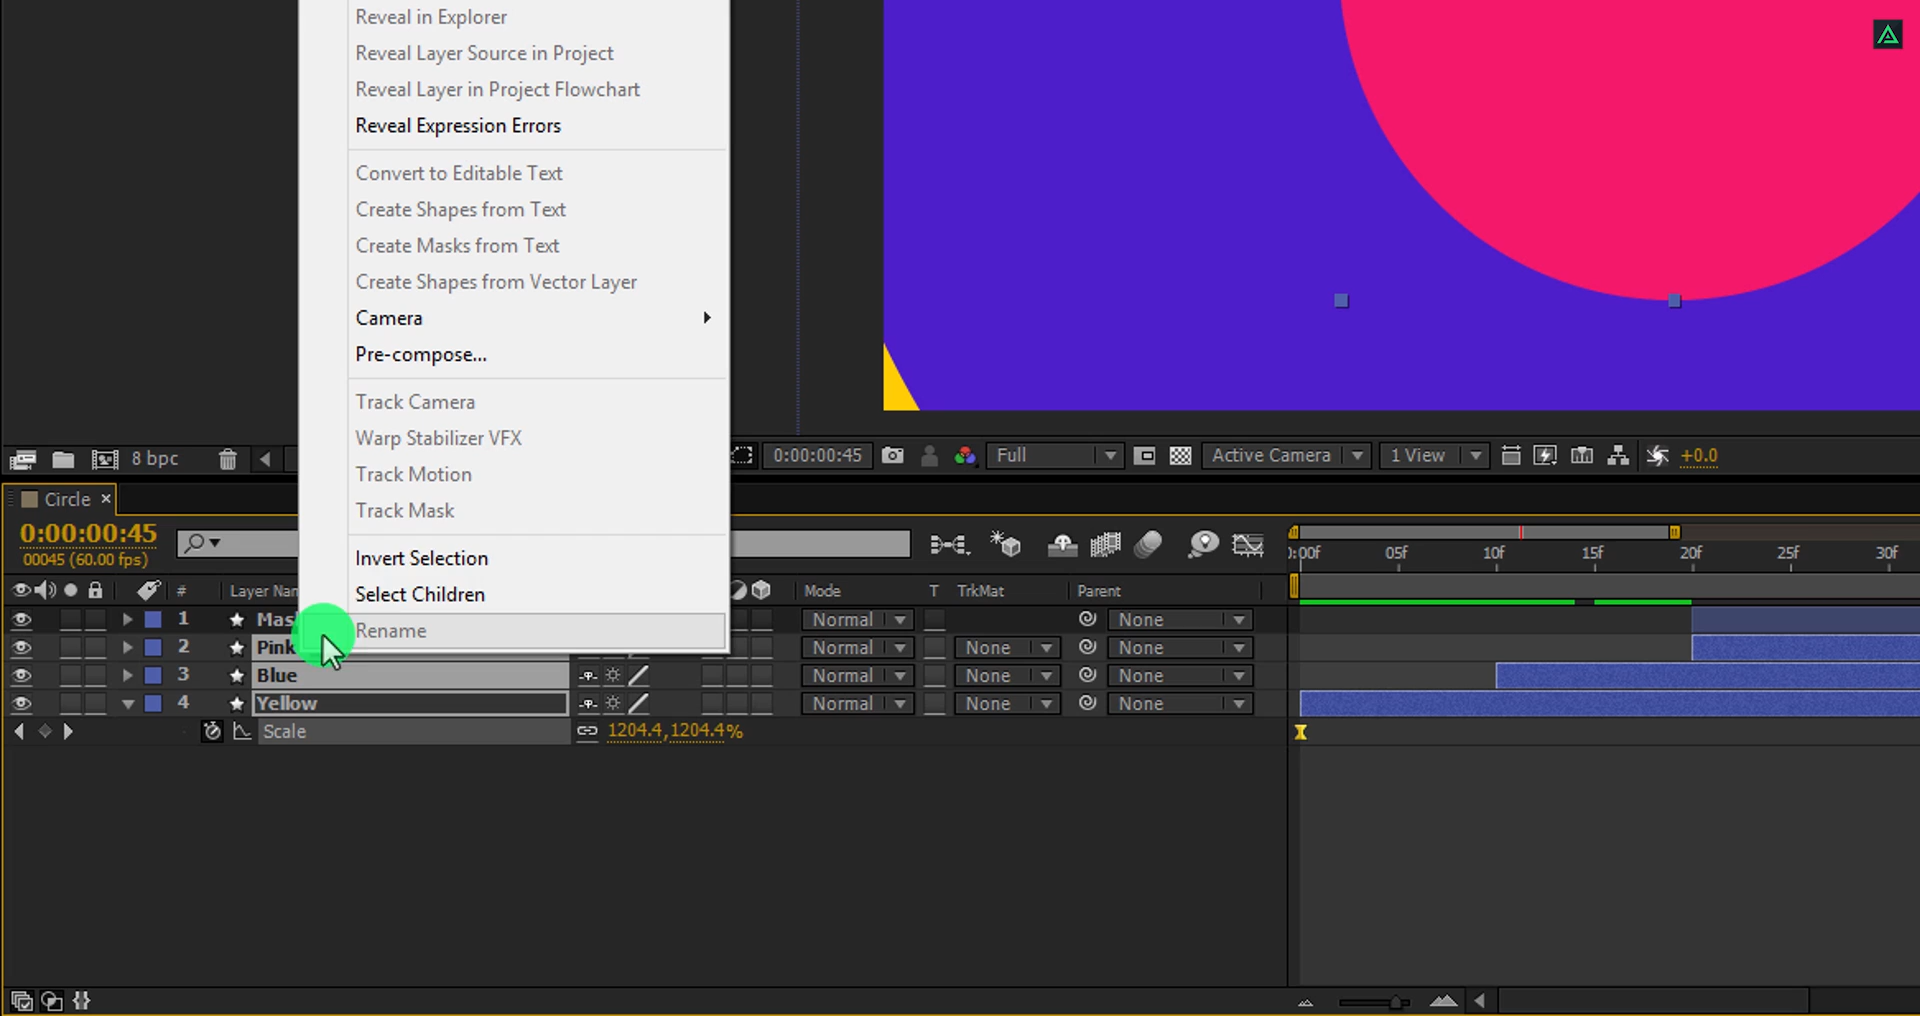 Reveal in Explorer
Reveal Layer Source in Project
Reveal Layer in Project Flowchart
Reveal Expression Errors
Convert to Editable Text
Create Shapes from Text
Create Masks from Text
Create Shapes from Vector Layer
Camera
Pre-compose...
Track Camera
Warp Stabilizer VFX
Track Motion
Track Mask
Invert Selection
Select Children
Rename
8 bpc
0:00:00:45
Full
Active Camera
1 View
+0.0
Circle
0:00:00:45
00045 (60.00 fps)
05f 10f 15f 20f 25f 30f
# Layer Mode T TrkMat Parent
1 Normal None
2 Pink Normal None None
3 Blue Normal None None
4 Yellow Normal None None
Scale 1204.4,1204.4%